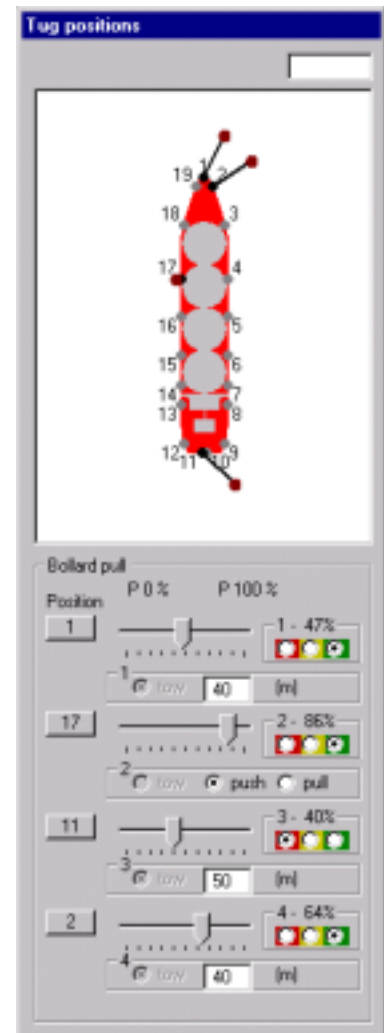 Tug positions
1
19 2
18 3
17 4
16 5
15 6
14 7
13 8
12 11 10 9
Bollard pull
P 0 % P 100 %
Position
1
1 - 47%
1 tow 40 (m)
17
2 - 86%
2 tow push pull
11
3 - 40%
3 tow 50 (m)
2
4 - 64%
4 tow 40 (m)